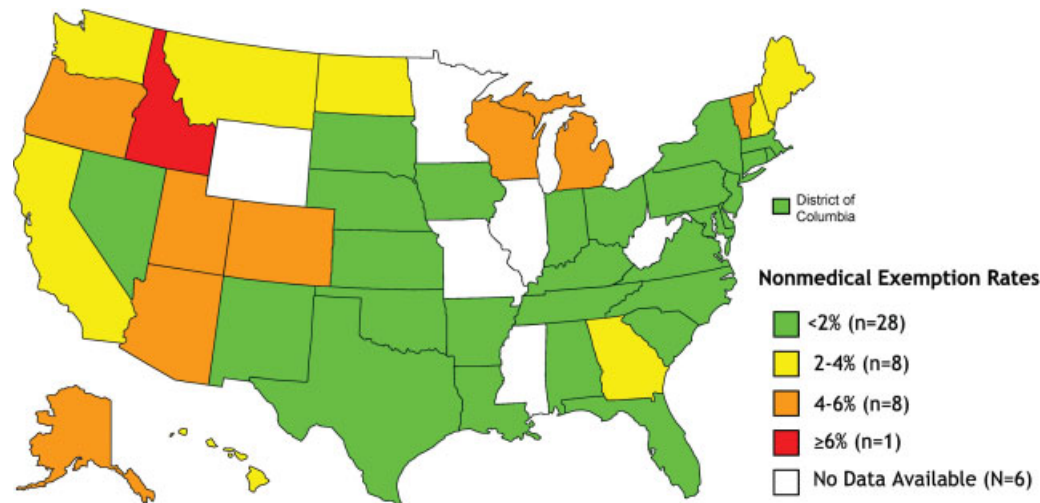 District of
Columbia
Nonmedical Exemption Rates
<2% (n=28)
2-4% (n=8)
4-6% (n=8)
≥6% (n=1)
No Data Available (N=6)